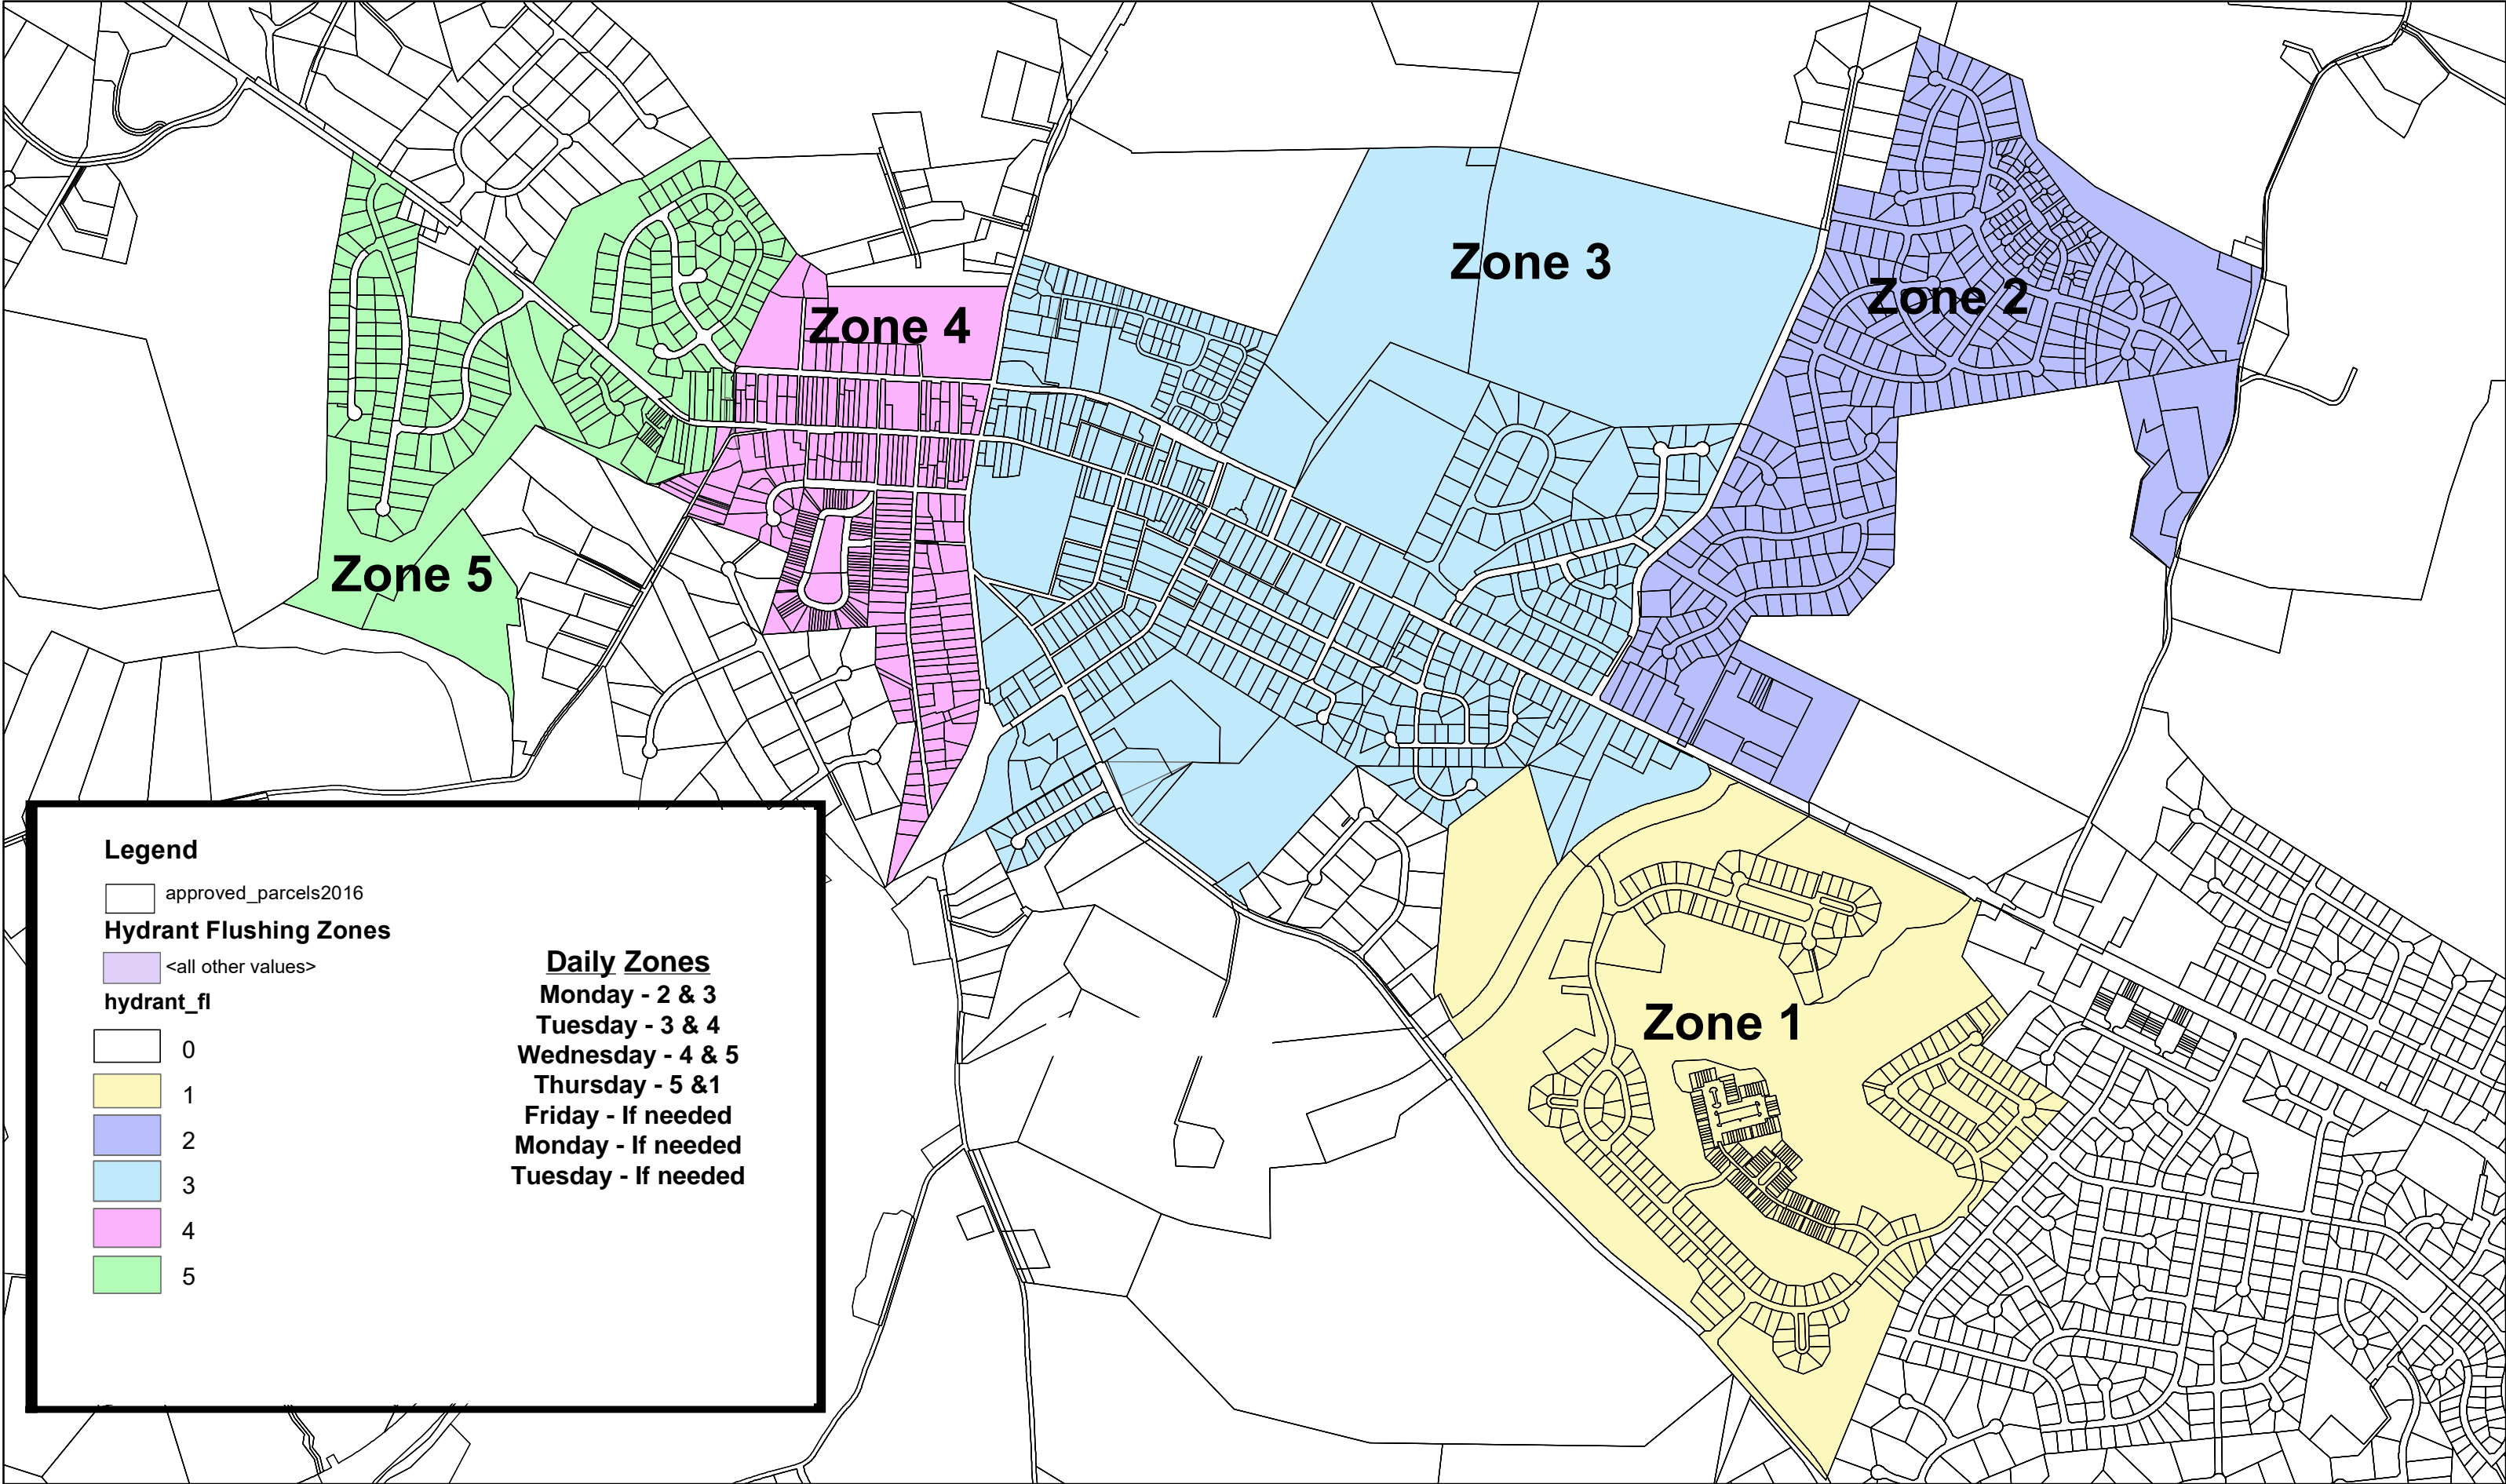 Zone 3
Zone 2
Zone 4
Zone 5
Zone 1
Legend
approved_parcels2016
Hydrant Flushing Zones
<all other values>
hydrant_fl
0
1
2
3
4
5
Daily Zones
Monday - 2 & 3
Tuesday - 3 & 4
Wednesday - 4 & 5
Thursday - 5 &1
Friday - If needed
Monday - If needed
Tuesday - If needed